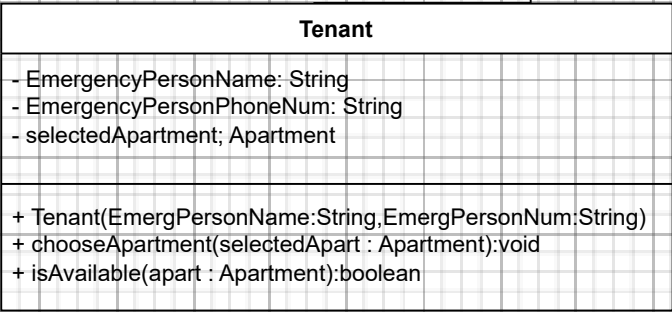 Tenant
- EmergencyPersonName: String
- EmergencyPersonPhoneNum: String
- selectedApartment; Apartment
+ Tenant(EmergPersonName:String,EmergPersonNum:String)
+ chooseApartment(selectedApart : Apartment):void
+ isAvailable(apart : Apartment):boolean